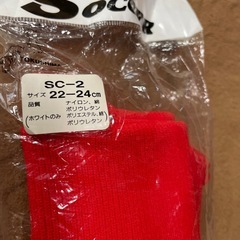 SOCCER
SC-2
サイズ 22-24cm
品質 ナイロン、綿
ポリウレタン
(ホワイトのみ ポリエステル、綿
ポリウレタン)